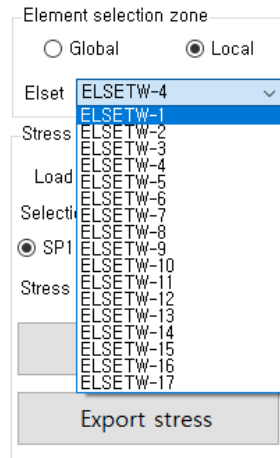 Element selection zone
Global Local
Elset ELSETW-4
ELSETW-1
ELSETW-2
ELSETW-3
ELSETW-4
ELSETW-5
ELSETW-6
ELSETW-7
ELSETW-8
ELSETW-9
ELSETW-10
ELSETW-11
ELSETW-12
ELSETW-13
ELSETW-14
ELSETW-15
ELSETW-16
ELSETW-17
Stress
Load
SP1
Stress
Export stress